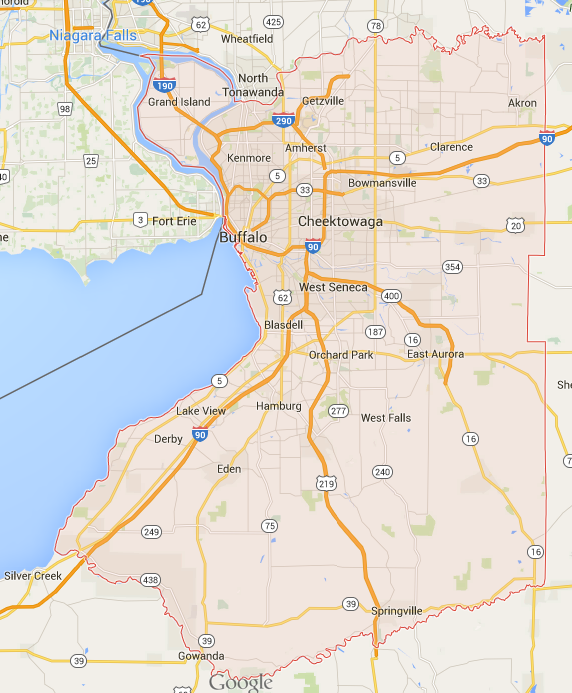 norold
190
62
425
78
Niagara Falls
Wheatfield
190
North
Tonawanda
Grand Island
Getzville
Akron
98
290
90
Kenmore
Amherst
Clarence
25
5
5
33
Bowmansville
33
3
Fort Erie
Cheektowaga
20
Buffalo
90
354
West Seneca
400
62
Blasdell
187
16
Orchard Park
East Aurora
5
Lake View
Hamburg
277
West Falls
90
Derby
16
Eden
240
219
75
249
16
Silver Creek
438
39
Springville
39
39
Gowanda
62
Google